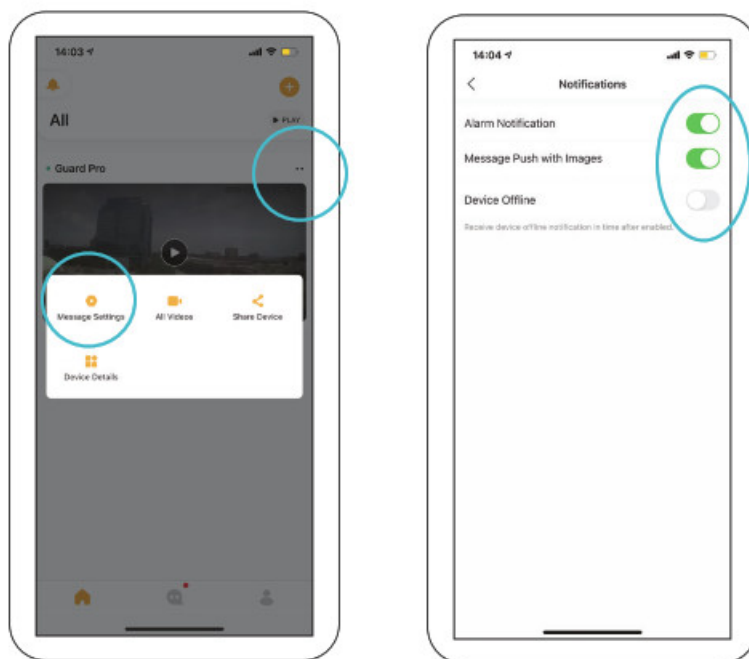 14:03
All
PLAY
Guard Pro
Message Settings
All Videos
Share Device
Device Details
14:04
Notifications
Alarm Notification
Message Push with Images
Device Offline
Receive device offline notification in time after enabled.